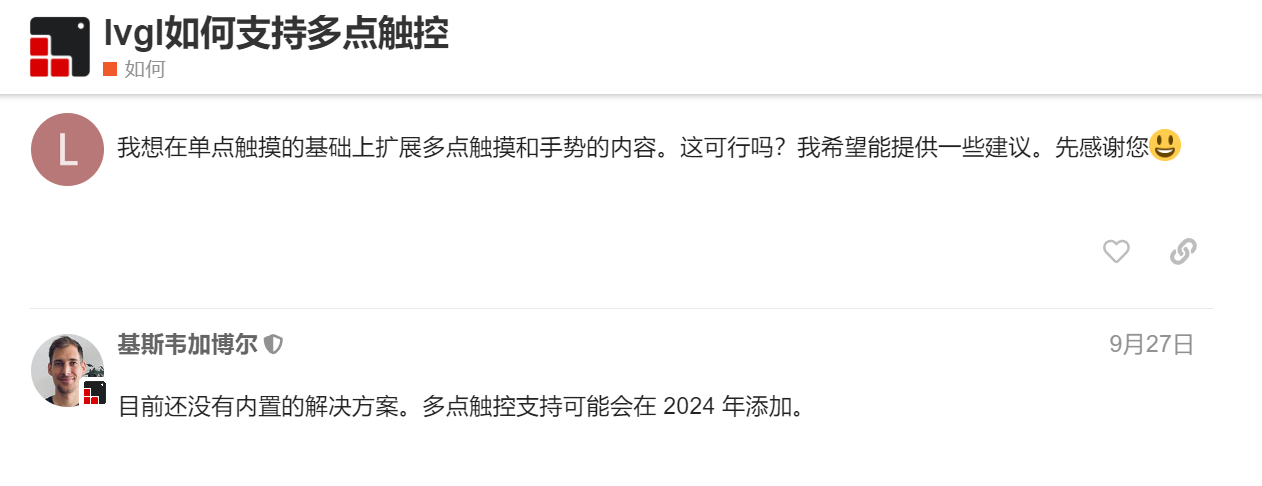 lvgl如何支持多点触控
如何
L
我想在单点触摸的基础上扩展多点触摸和手势的内容。这可行吗？我希望能提供一些建议。先感谢您😃
基斯韦加博尔
9月27日
目前还没有内置的解决方案。多点触控支持可能会在 2024 年添加。